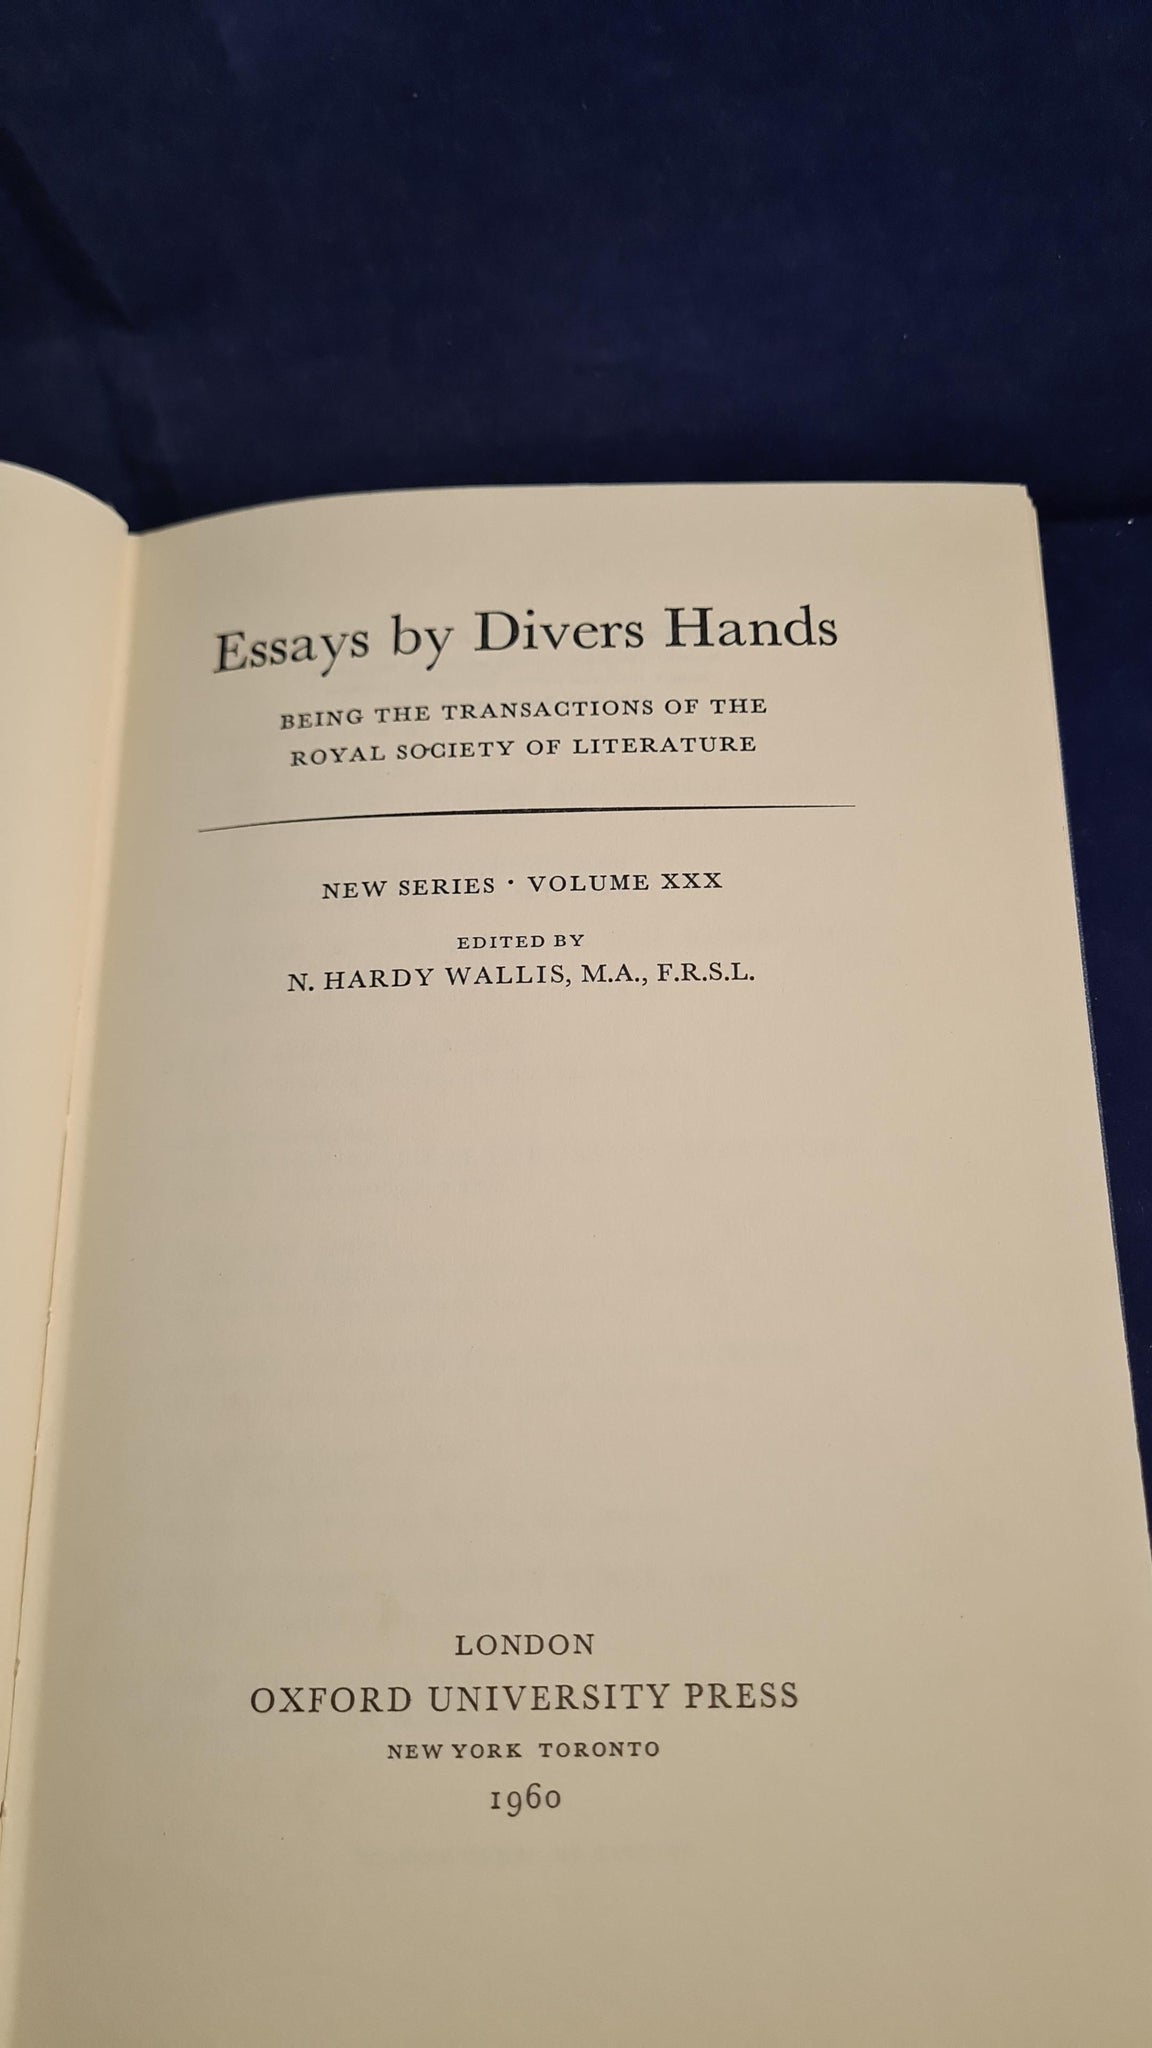 Essays by Divers Hands
BEING THE TRANSACTIONS OF THE
ROYAL SOCIETY OF LITERATURE
NEW SERIES · VOLUME XXX
EDITED BY
N. HARDY WALLIS, M.A., F.R.S.L.
LONDON
OXFORD UNIVERSITY PRESS
NEW YORK TORONTO
1960